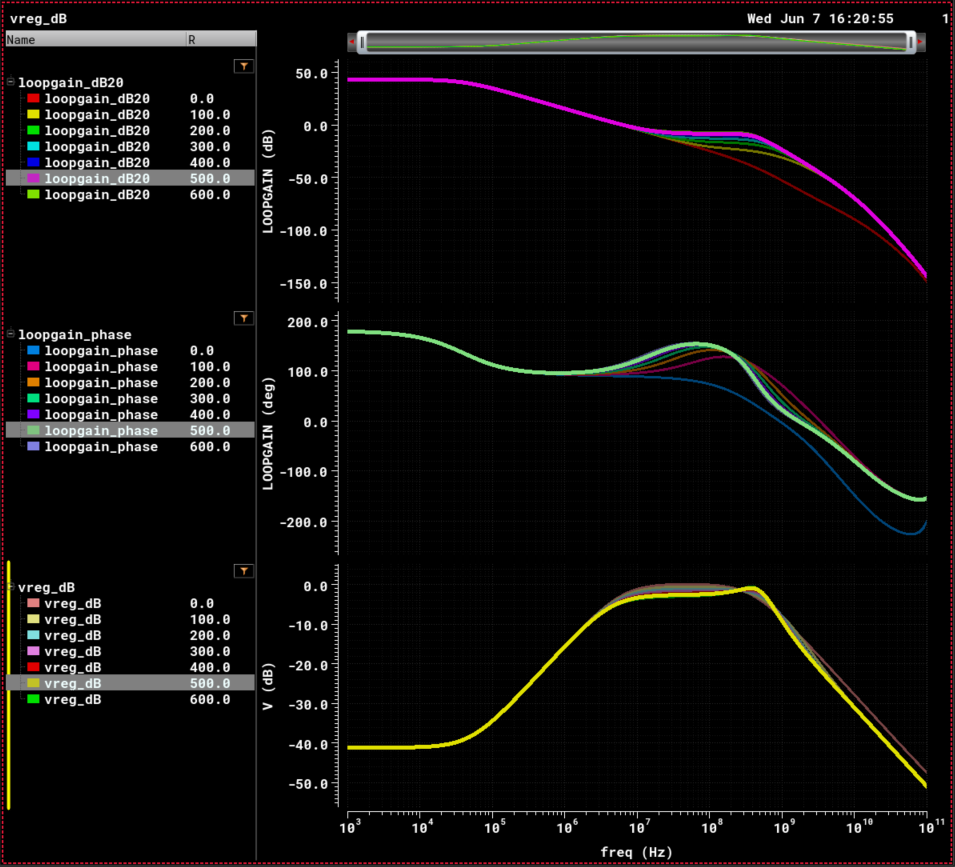 vreg_dB Wed Jun 7 16:20:55 1
Name R
loopgain_dB20
loopgain_dB20 0.0
loopgain_dB20 100.0
loopgain_dB20 200.0
loopgain_dB20 300.0
loopgain_dB20 400.0
loopgain_dB20 500.0
loopgain_dB20 600.0
50.0
0.0
-50.0
-100.0
-150.0
LOOPGAIN (dB)
loopgain_phase
loopgain_phase 0.0
loopgain_phase 100.0
loopgain_phase 200.0
loopgain_phase 300.0
loopgain_phase 400.0
loopgain_phase 500.0
loopgain_phase 600.0
200.0
100.0
0.0
-100.0
-200.0
LOOPGAIN (deg)
vreg_dB
vreg_dB 0.0
vreg_dB 100.0
vreg_dB 200.0
vreg_dB 300.0
vreg_dB 400.0
vreg_dB 500.0
vreg_dB 600.0
0.0
-10.0
-20.0
-30.0
-40.0
-50.0
V (dB)
10³ 10⁴ 10⁵ 10⁶ 10⁷ 10⁸ 10⁹ 10¹⁰ 10¹¹
freq (Hz)